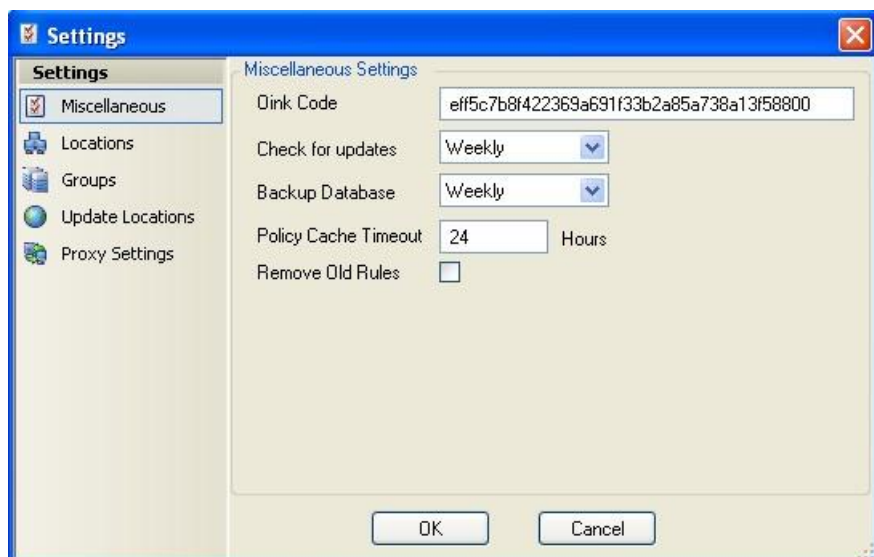 Settings
Settings
Miscellaneous
Locations
Groups
Update Locations
Proxy Settings
Miscellaneous Settings
Oink Code eff5c7b8f422369a691f33b2a85a738a13f58800
Check for updates Weekly
Backup Database Weekly
Policy Cache Timeout 24 Hours
Remove Old Rules
OK Cancel